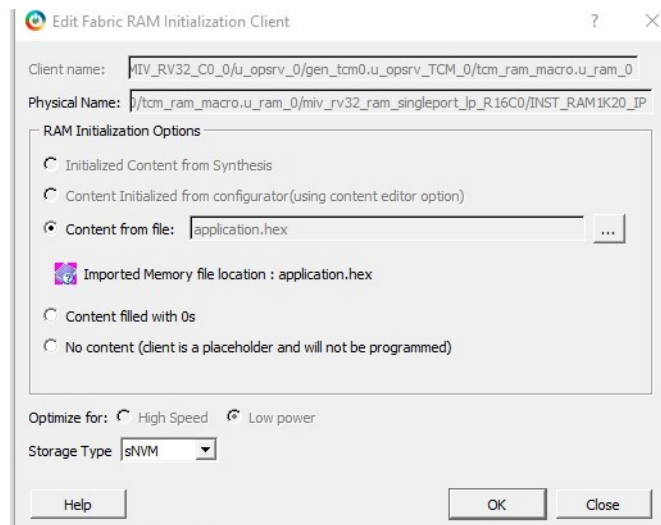 Edit Fabric RAM Initialization Client
Client name: MIV_RV32_C0_0/u_opsrv_0/gen_tcm0.u_opsrv_TCM_0/tcm_ram_macro.u_ram_0
Physical Name: 0/tcm_ram_macro.u_ram_0/miv_rv32_ram_singleport_lp_R16C0/INST_RAM1K20_IP
RAM Initialization Options
Initialized Content from Synthesis
Content Initialized from configurator(using content editor option)
Content from file: application.hex ...
Imported Memory file location : application.hex
Content filled with 0s
No content (client is a placeholder and will not be programmed)
Optimize for: High Speed Low power
Storage Type sNVM
Help OK Close